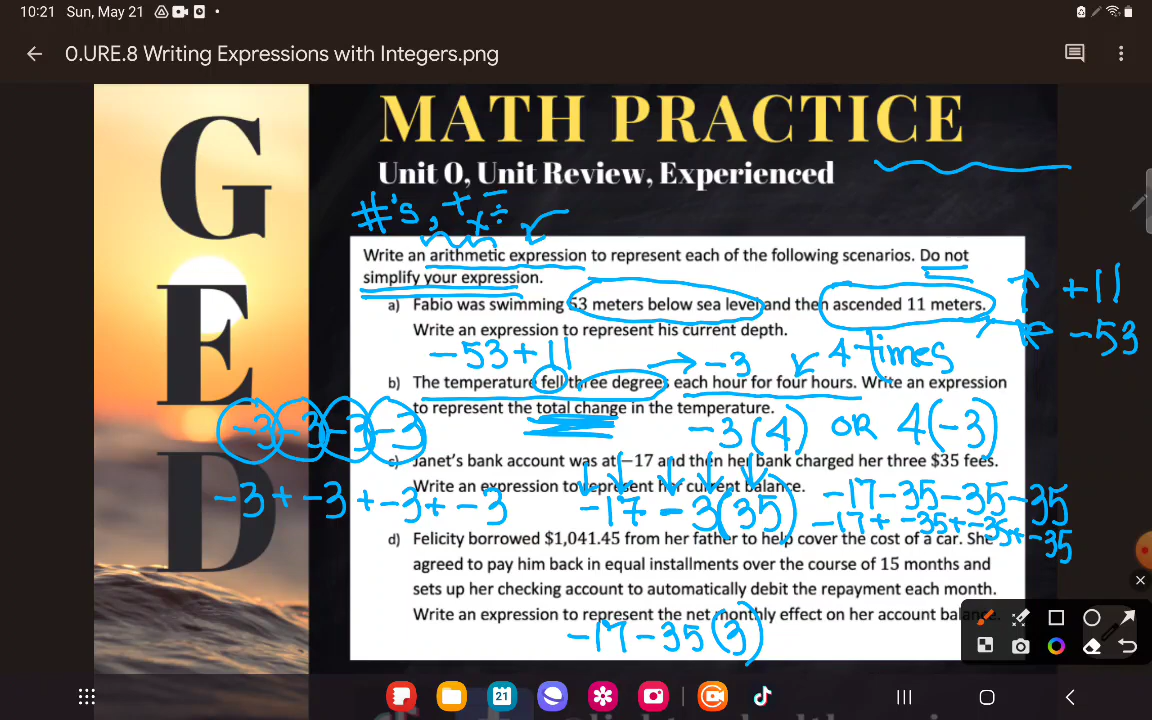 10:21 Sun, May 21
0.URE.8 Writing Expressions with Integers.png
GED
MATH PRACTICE
Unit 0, Unit Review, Experienced
#'s, + - x ÷
Write an arithmetic expression to represent each of the following scenarios. Do not
simplify your expression.
a) Fabio was swimming 53 meters below sea level and then ascended 11 meters.
Write an expression to represent his current depth.
+11
-53
-53+11
-3
4 times
b) The temperature fell three degrees each hour for four hours. Write an expression
to represent the total change in the temperature.
-3-3-3-3
-3(4) OR 4(-3)
-3+-3+-3+-3
c) Janet's bank account was at −17 and then her bank charged her three $35 fees.
Write an expression to represent her current balance.
-17-3(35)
-17-35-35-35
-17+-35+-35+-35
d) Felicity borrowed $1,041.45 from her father to help cover the cost of a car. She
agreed to pay him back in equal installments over the course of 15 months and
sets up her checking account to automatically debit the repayment each month.
Write an expression to represent the net monthly effect on her account balance.
-17-35(3)
21